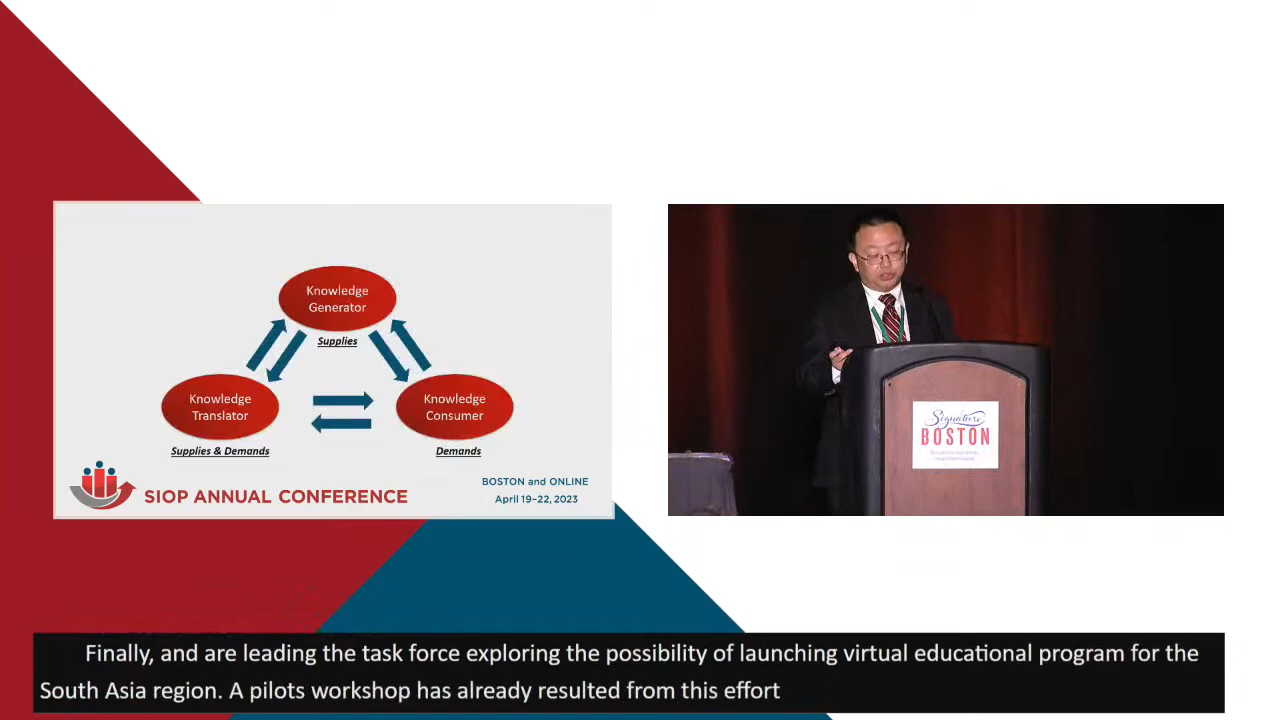 Knowledge
Generator
Supplies
Knowledge
Translator
Supplies & Demands
Knowledge
Consumer
Demands
SIOP ANNUAL CONFERENCE
BOSTON and ONLINE
April 19–22, 2023
Signature
BOSTON
Finally, and are leading the task force exploring the possibility of launching virtual educational program for the
South Asia region. A pilots workshop has already resulted from this effort